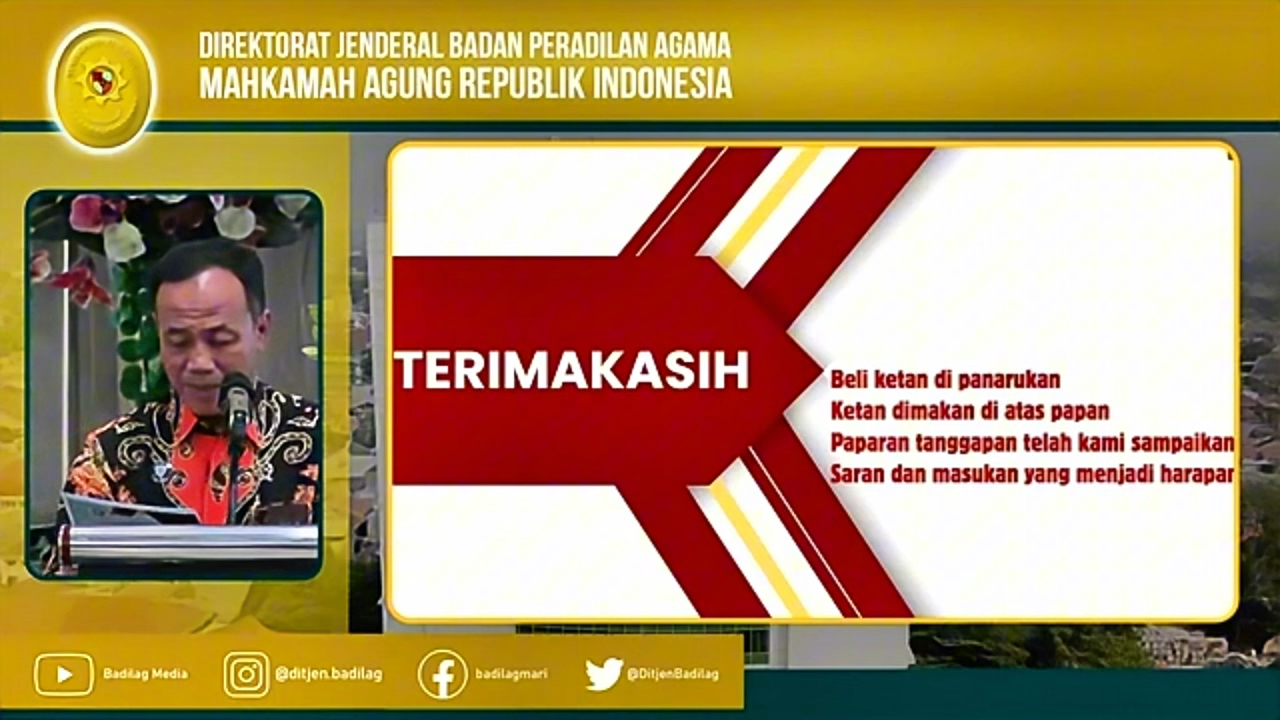 DIREKTORAT JENDERAL BADAN PERADILAN AGAMA
MAHKAMAH AGUNG REPUBLIK INDONESIA
TERIMAKASIH
Beli ketan di panarukan
Ketan dimakan di atas papan
Paparan tanggapan telah kami sampaikan
Saran dan masukan yang menjadi harapan
Badilag Media
@ditjen.badilag
badilagmari
@DitjenBadilag